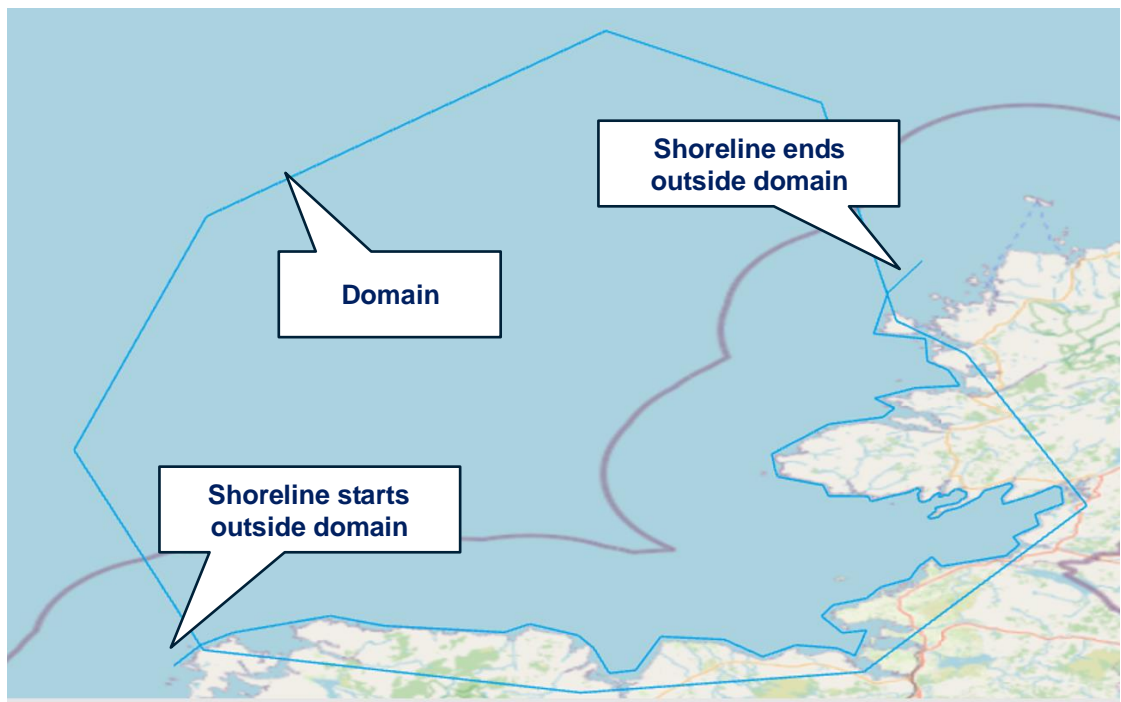 Shoreline ends
outside domain
Domain
Shoreline starts
outside domain